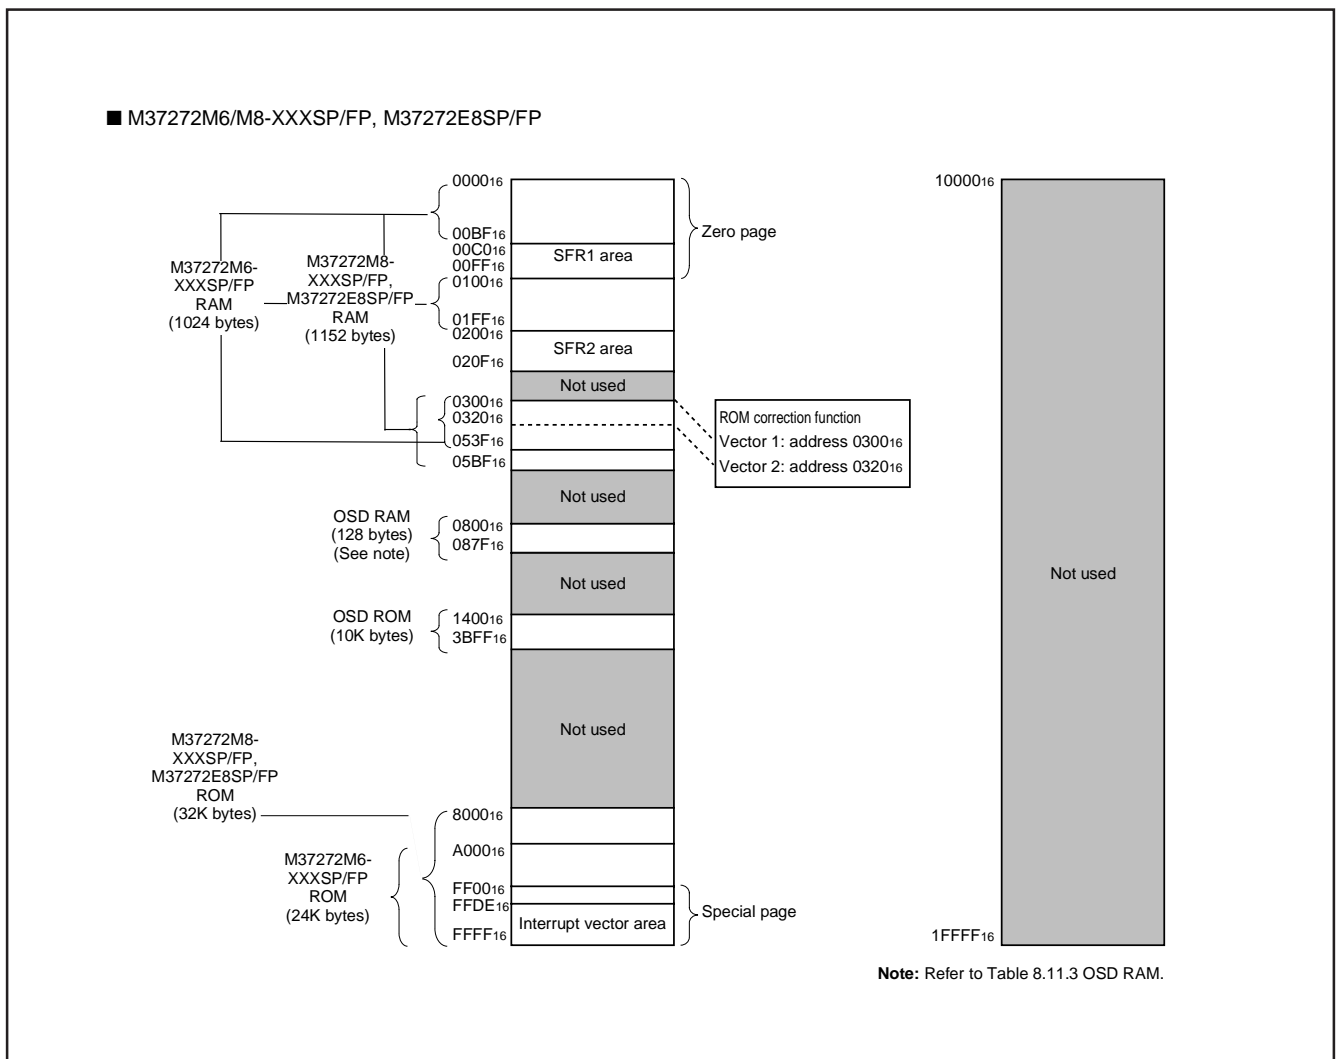 ■ M37272M6/M8-XXXSP/FP, M37272E8SP/FP
M37272M6-
XXXSP/FP
RAM
(1024 bytes)
M37272M8-
XXXSP/FP,
M37272E8SP/FP
RAM
(1152 bytes)
000016
00BF16
00C016
00FF16
010016
01FF16
020016
020F16
030016
032016
053F16
05BF16
SFR1 area
SFR2 area
Not used
Zero page
ROM correction function
Vector 1: address 030016
Vector 2: address 032016
Not used
OSD RAM
(128 bytes)
(See note)
080016
087F16
Not used
OSD ROM
(10K bytes)
140016
3BFF16
Not used
M37272M8-
XXXSP/FP,
M37272E8SP/FP
ROM
(32K bytes)
M37272M6-
XXXSP/FP
ROM
(24K bytes)
800016
A00016
FF0016
FFDE16
FFFF16
Interrupt vector area
Special page
1000016
Not used
1FFFF16
Note: Refer to Table 8.11.3 OSD RAM.